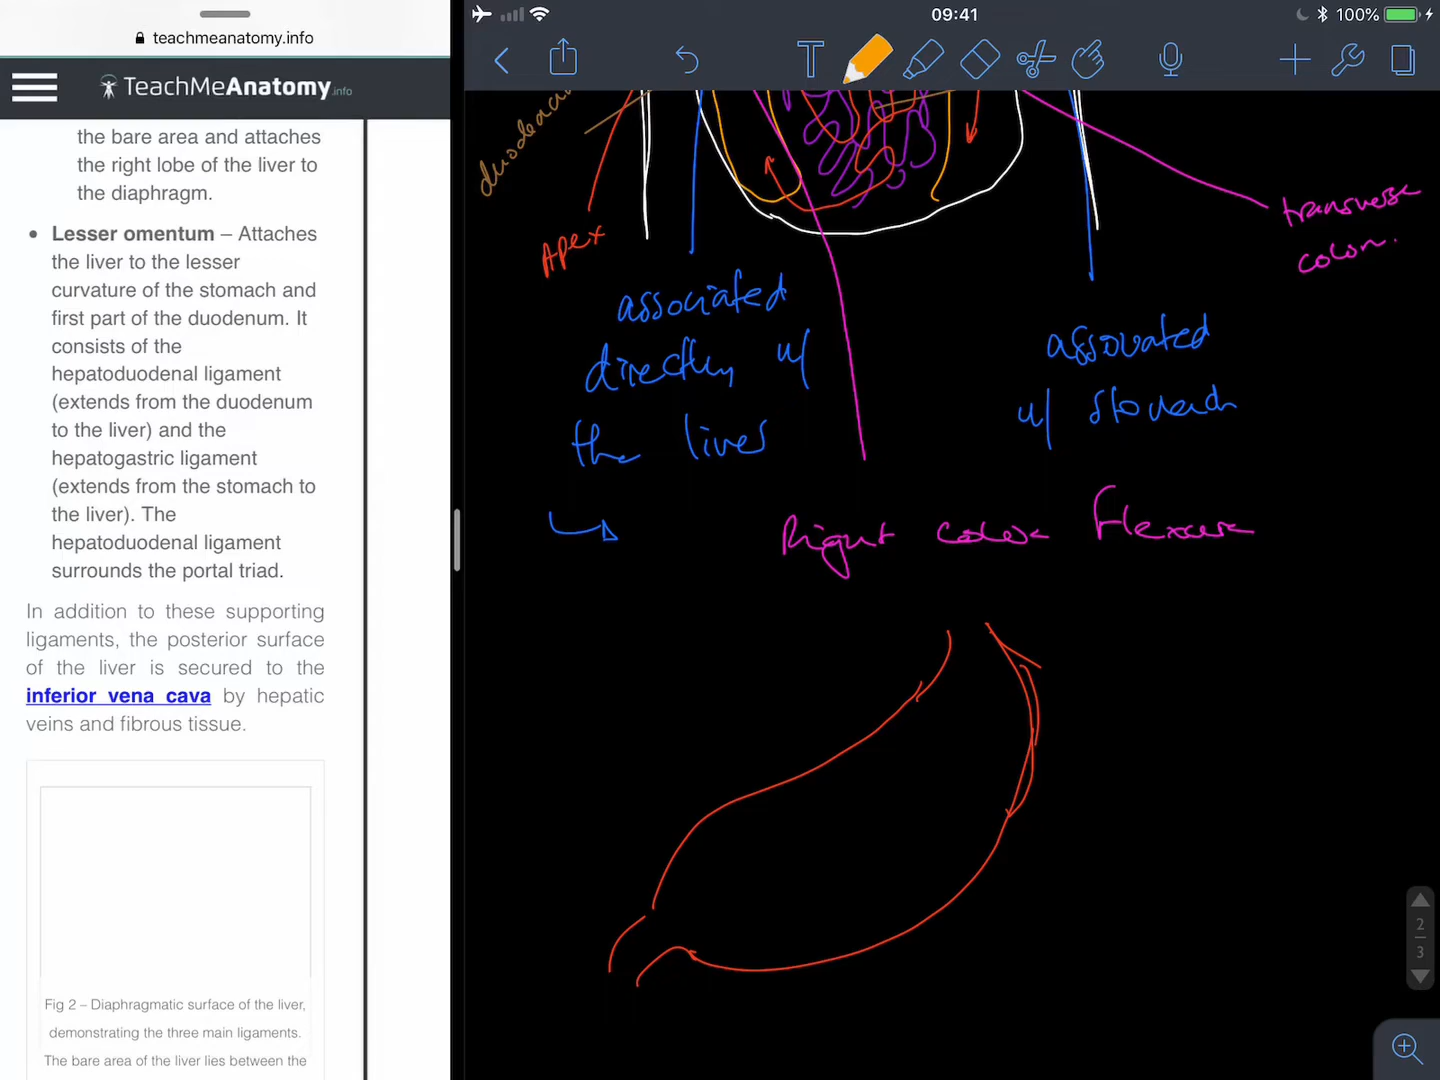 teachmeanatomy.info
TeachMeAnatomy.info
the bare area and attaches
the right lobe of the liver to
the diaphragm.
• Lesser omentum – Attaches
the liver to the lesser
curvature of the stomach and
first part of the duodenum. It
consists of the
hepatoduodenal ligament
(extends from the duodenum
to the liver) and the
hepatogastric ligament
(extends from the stomach to
the liver). The
hepatoduodenal ligament
surrounds the portal triad.
In addition to these supporting
ligaments, the posterior surface
of the liver is secured to the
inferior vena cava by hepatic
veins and fibrous tissue.
Fig 2 – Diaphragmatic surface of the liver,
demonstrating the three main ligaments.
The bare area of the liver lies between the
09:41
100%
T
Apex
transverse
colon.
associated
directly w/
the liver
associated
w/ stomach
Right colic Flexure
2
3